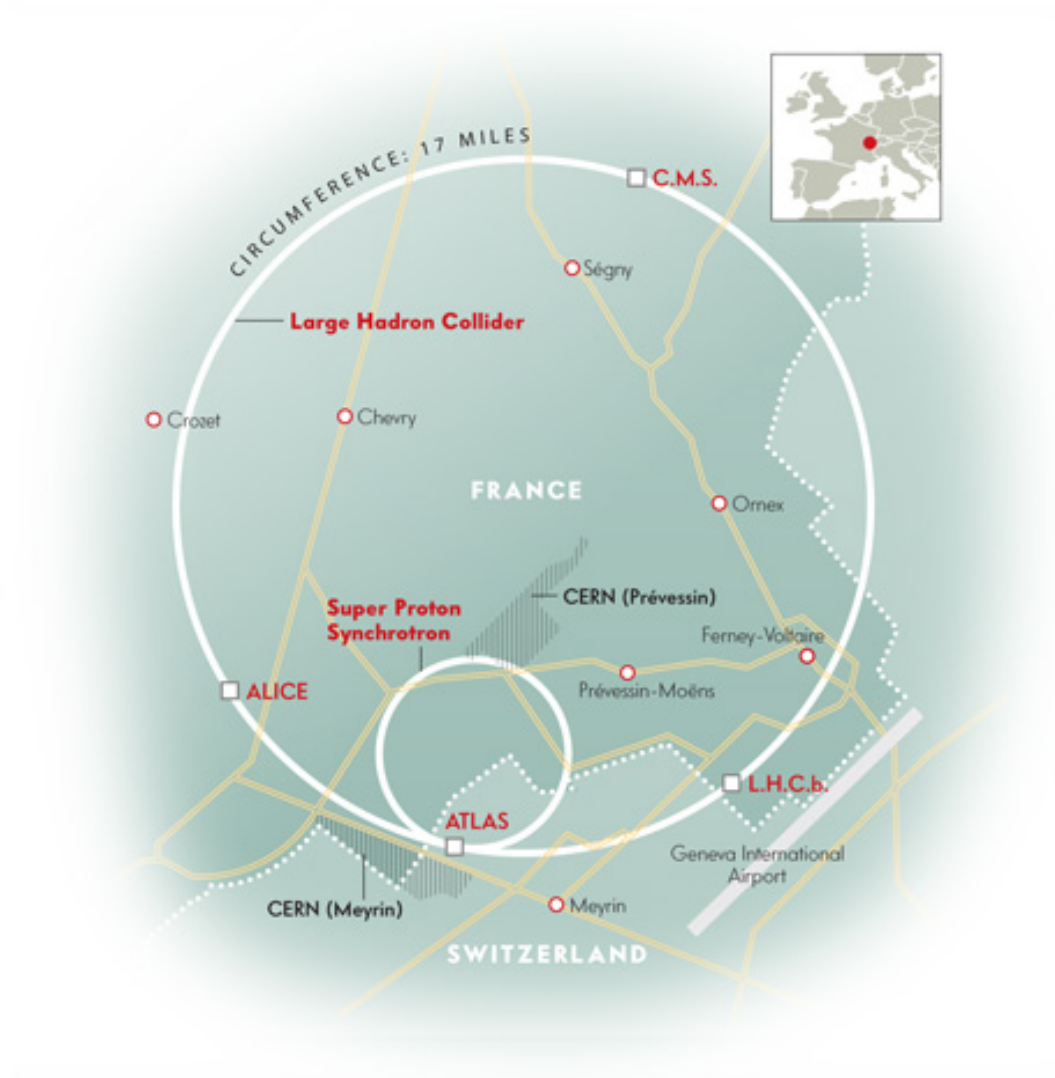 CIRCUMFERENCE: 17 MILES
C.M.S.
Ségny
Large Hadron Collider
Crozet
Chevry
FRANCE
Ornex
CERN (Prévessin)
Super Proton
Synchrotron
Ferney-Voltaire
Prévessin-Moëns
ALICE
L.H.C.b.
ATLAS
Geneva International
Airport
CERN (Meyrin)
Meyrin
SWITZERLAND